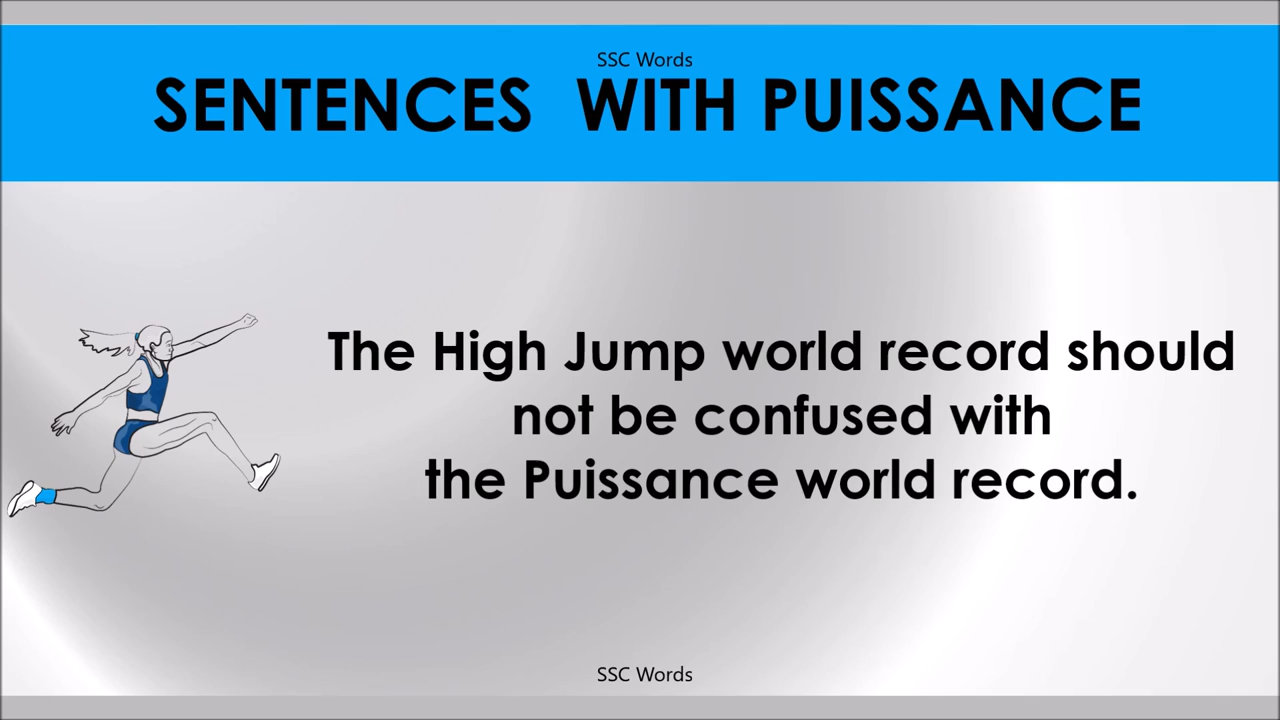 SSC Words
SENTENCES WITH PUISSANCE
The High Jump world record should
not be confused with
the Puissance world record.
SSC Words